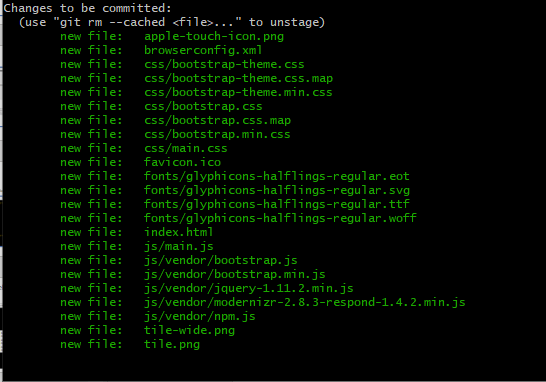 Changes to be committed:
(use "git rm --cached <file>..." to unstage)
new file: apple-touch-icon.png
new file: browserconfig.xml
new file: css/bootstrap-theme.css
new file: css/bootstrap-theme.css.map
new file: css/bootstrap-theme.min.css
new file: css/bootstrap.css
new file: css/bootstrap.css.map
new file: css/bootstrap.min.css
new file: css/main.css
new file: favicon.ico
new file: fonts/glyphicons-halflings-regular.eot
new file: fonts/glyphicons-halflings-regular.svg
new file: fonts/glyphicons-halflings-regular.ttf
new file: fonts/glyphicons-halflings-regular.woff
new file: index.html
new file: js/main.js
new file: js/vendor/bootstrap.js
new file: js/vendor/bootstrap.min.js
new file: js/vendor/jquery-1.11.2.min.js
new file: js/vendor/modernizr-2.8.3-respond-1.4.2.min.js
new file: js/vendor/npm.js
new file: tile-wide.png
new file: tile.png